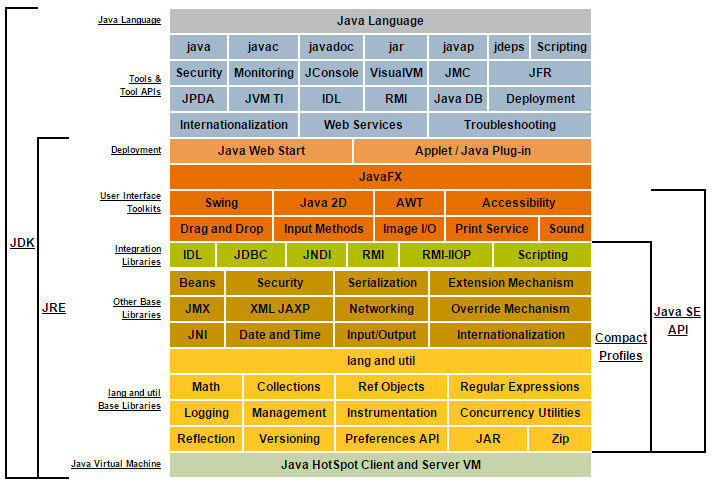 Java Language Java Language
java javac javadoc jar javap jdeps Scripting
Tools & Tool APIs Security Monitoring JConsole VisualVM JMC JFR
JPDA JVM TI IDL RMI Java DB Deployment
Internationalization Web Services Troubleshooting
Deployment Java Web Start Applet / Java Plug-in
JavaFX
User Interface Toolkits Swing Java 2D AWT Accessibility
Drag and Drop Input Methods Image I/O Print Service Sound
JDK
Integration Libraries IDL JDBC JNDI RMI RMI-IIOP Scripting
Beans Security Serialization Extension Mechanism
JRE
Other Base Libraries JMX XML JAXP Networking Override Mechanism
Java SE API
JNI Date and Time Input/Output Internationalization
Compact Profiles
lang and util
lang and util Base Libraries Math Collections Ref Objects Regular Expressions
Logging Management Instrumentation Concurrency Utilities
Reflection Versioning Preferences API JAR Zip
Java Virtual Machine Java HotSpot Client and Server VM